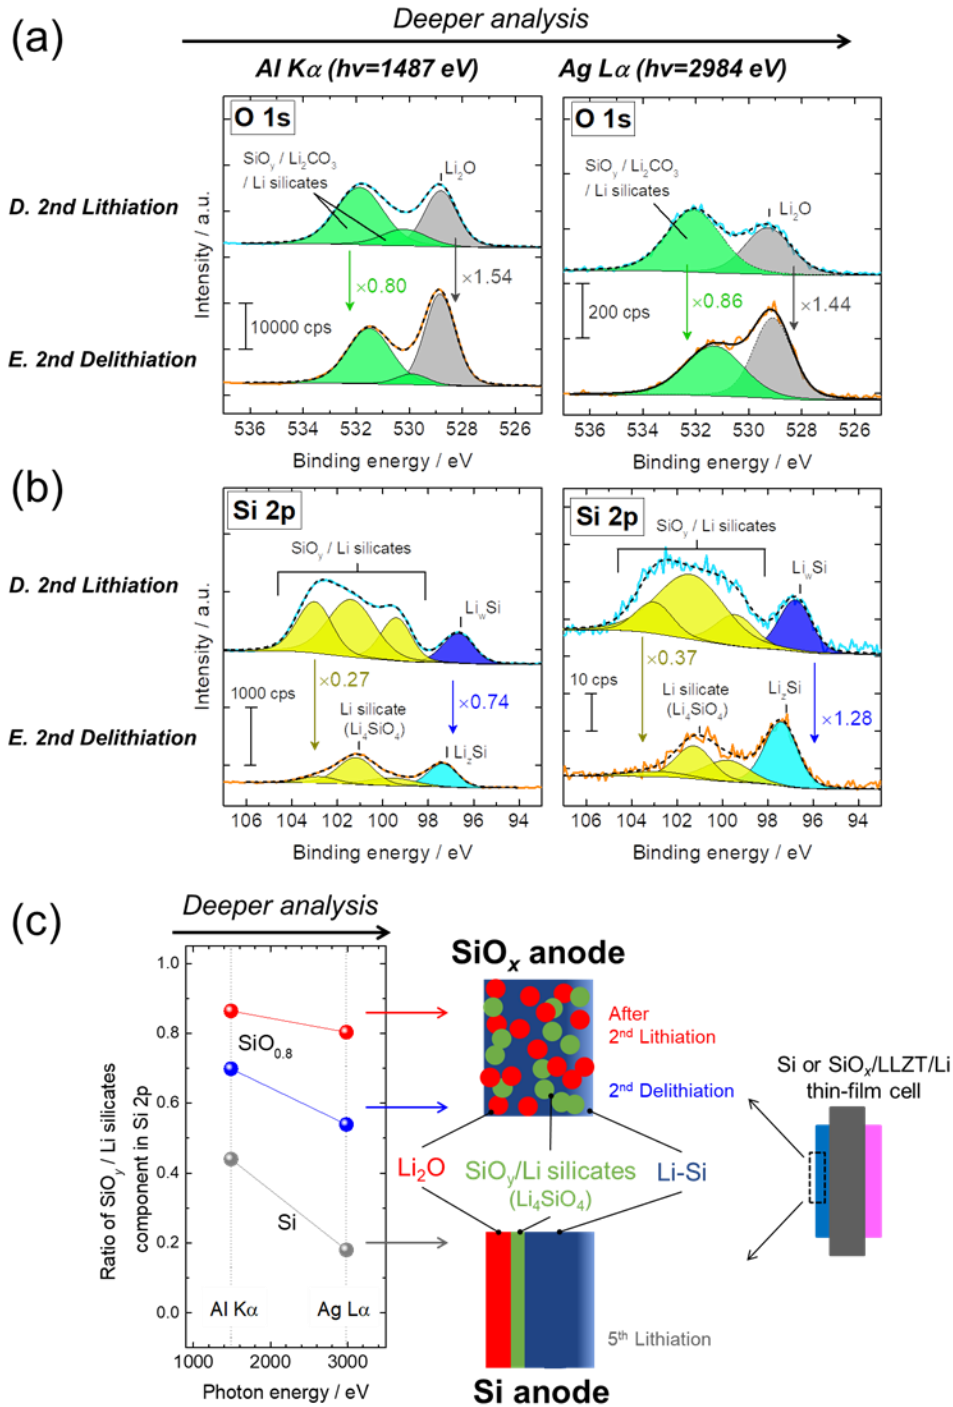 (a)
Deeper analysis
Al Kα (hv=1487 eV)
Ag Lα (hv=2984 eV)
O 1s
SiOy / Li2CO3
/ Li silicates
Li2O
D. 2nd Lithiation
×0.80
×1.54
10000 cps
E. 2nd Delithiation
Intensity / a.u.
536 534 532 530 528 526
Binding energy / eV
O 1s
SiOy / Li2CO3
/ Li silicates
Li2O
×0.86
×1.44
200 cps
536 534 532 530 528 526
Binding energy / eV
(b)
Si 2p
SiOy / Li silicates
LiwSi
D. 2nd Lithiation
×0.27
×0.74
1000 cps
Li silicate
(Li4SiO4)
LizSi
E. 2nd Delithiation
Intensity / a.u.
106 104 102 100 98 96 94
Binding energy / eV
Si 2p
SiOy / Li silicates
LiwSi
×0.37
×1.28
10 cps
Li silicate
(Li4SiO4)
LizSi
106 104 102 100 98 96 94
Binding energy / eV
(c)
Deeper analysis
Ratio of SiOy / Li silicates
component in Si 2p
1.0
0.8
0.6
0.4
0.2
0.0
SiO0.8
Si
Al Kα
Ag Lα
1000 2000 3000
Photon energy / eV
SiOx anode
After
2nd Lithiation
2nd Delithiation
Li2O
SiOy/Li silicates
(Li4SiO4)
Li-Si
5th Lithiation
Si anode
Si or SiOx/LLZT/Li
thin-film cell